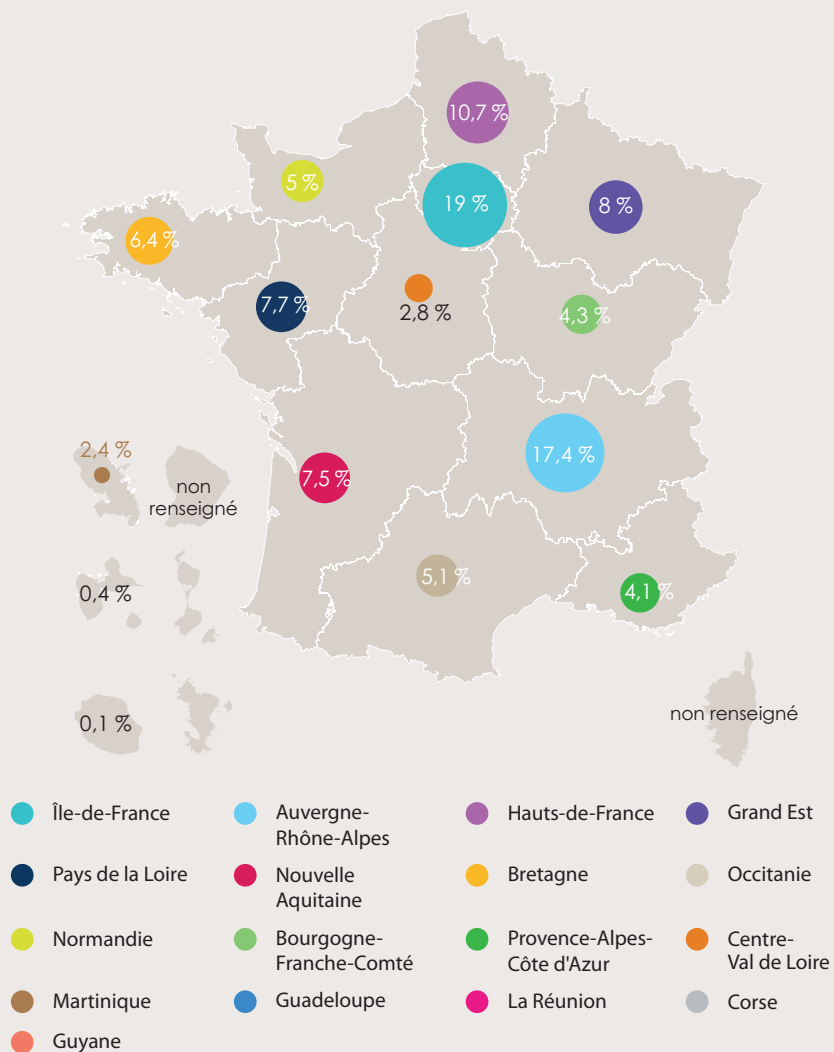 10,7 %
5 %
19 %
8 %
6,4 %
7,7 %
2,8 %
4,3 %
2,4 %
7,5 %
17,4 %
non
renseigné
5,1 %
4,1 %
0,4 %
0,1 %
non renseigné
Île-de-France
Auvergne-
Rhône-Alpes
Hauts-de-France
Grand Est
Pays de la Loire
Nouvelle
Aquitaine
Bretagne
Occitanie
Normandie
Bourgogne-
Franche-Comté
Provence-Alpes-
Côte d'Azur
Centre-
Val de Loire
Martinique
Guadeloupe
La Réunion
Corse
Guyane